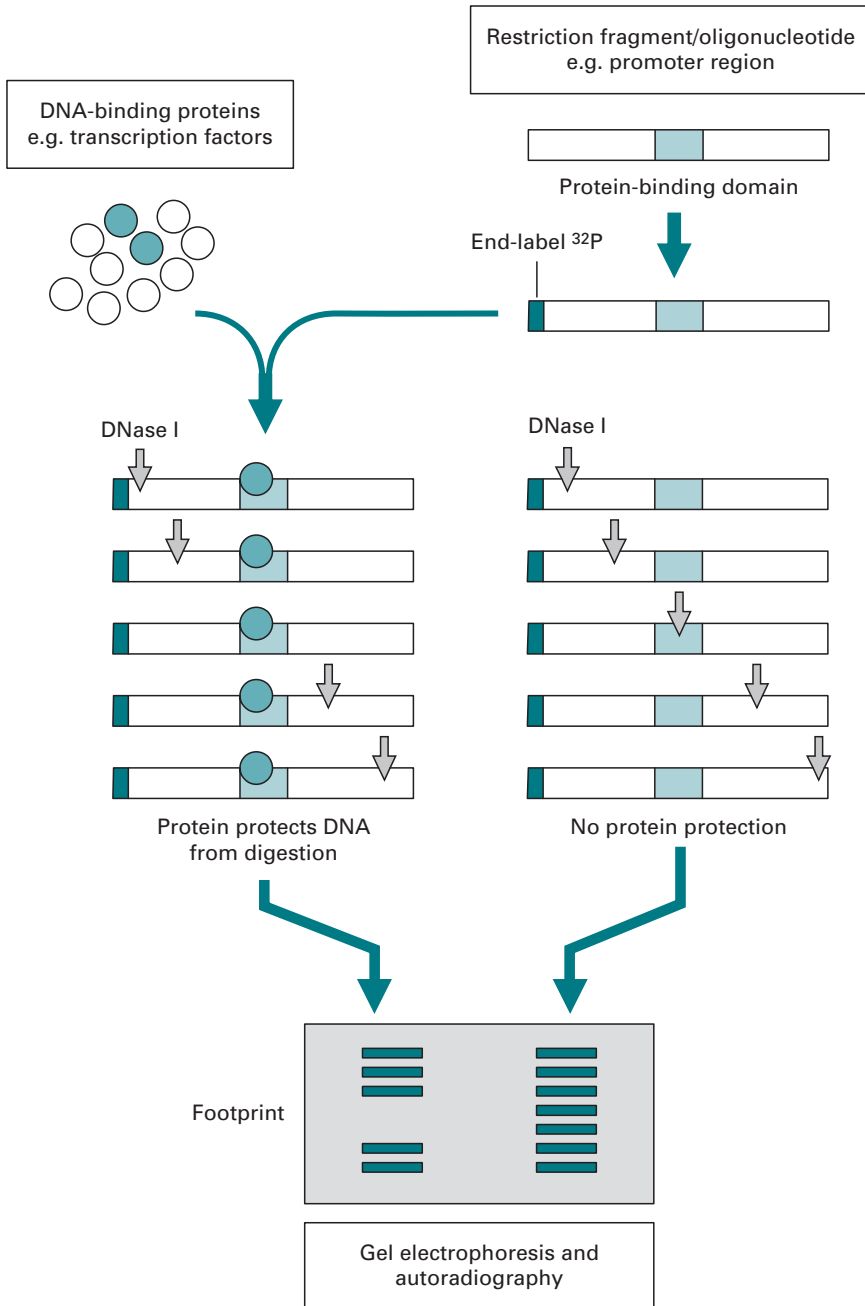 Restriction fragment/oligonucleotide
e.g. promoter region
DNA-binding proteins
e.g. transcription factors
Protein-binding domain
End-label ³²P
DNase I
DNase I
Protein protects DNA
from digestion
No protein protection
Footprint
Gel electrophoresis and
autoradiography